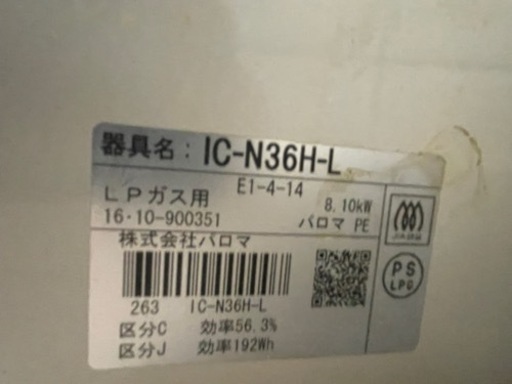 器具名： IC-N36H-L
E1-4-14
LPガス用 8.10kW
16・10-900351 パロマ PE
株式会社パロマ
263 IC-N36H-L
区分C 効率56.3%
区分J 効率192Wh
PS
LPG